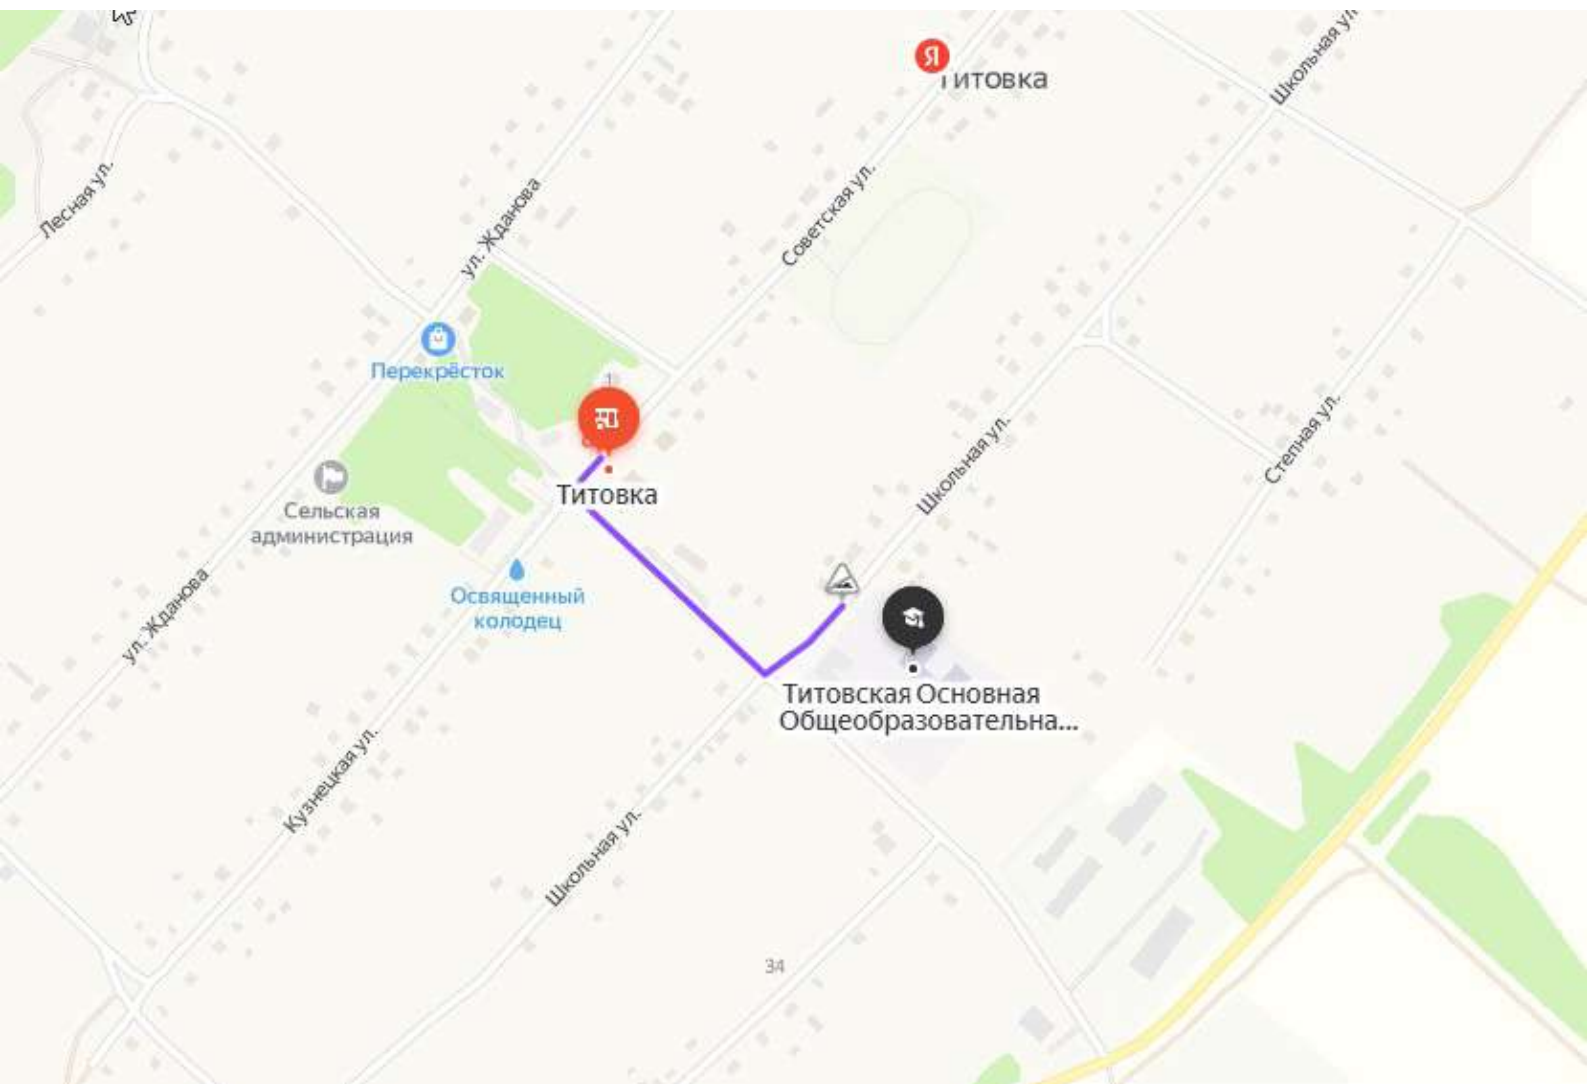 Школьная ул.
Я
Титовка
Лесная ул.
ул. Жданова
Советская ул.
Перекрёсток
1
Школьная ул.
Степная ул.
Сельская
администрация
Титовка
Освященный
колодец
ул. Жданова
Титовская Основная
Общеобразовательна...
Кузнецкая ул.
Школьная ул.
34